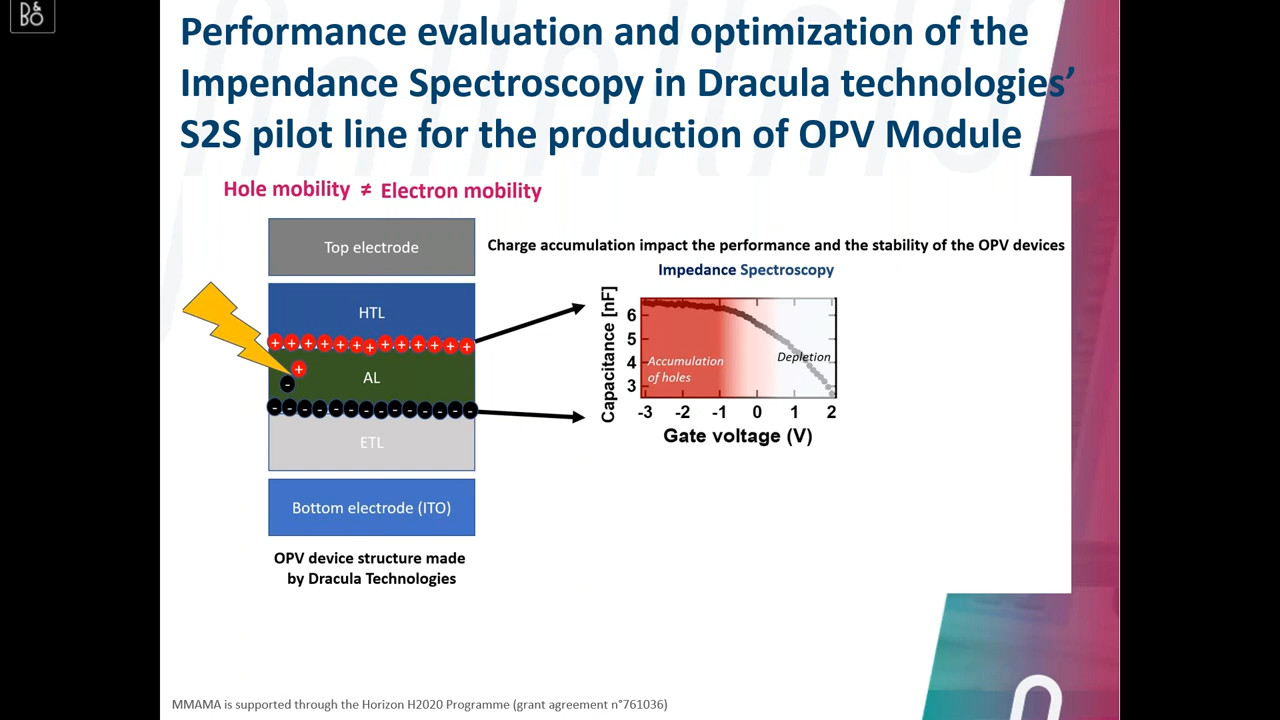 B&O
Performance evaluation and optimization of the
Impendance Spectroscopy in Dracula technologies’
S2S pilot line for the production of OPV Module
Hole mobility ≠ Electron mobility
Top electrode
HTL
+ + + + + + + + + + + + +
+
-
AL
- - - - - - - - - - - - -
ETL
Bottom electrode (ITO)
OPV device structure made
by Dracula Technologies
Charge accumulation impact the performance and the stability of the OPV devices
Impedance Spectroscopy
Capacitance [nF]
6
5
4
3
Accumulation
of holes
Depletion
-3 -2 -1 0 1 2
Gate voltage (V)
MMAMA is supported through the Horizon H2020 Programme (grant agreement n°761036)